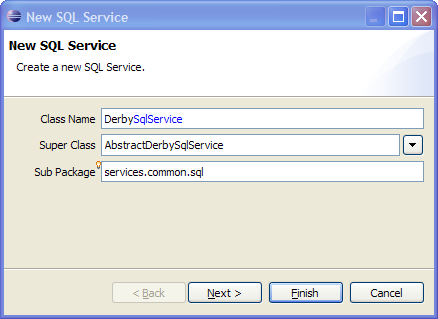 New SQL Service
New SQL Service
Create a new SQL Service.
Class Name DerbySqlService
Super Class AbstractDerbySqlService
Sub Package services.common.sql
< Back Next > Finish Cancel